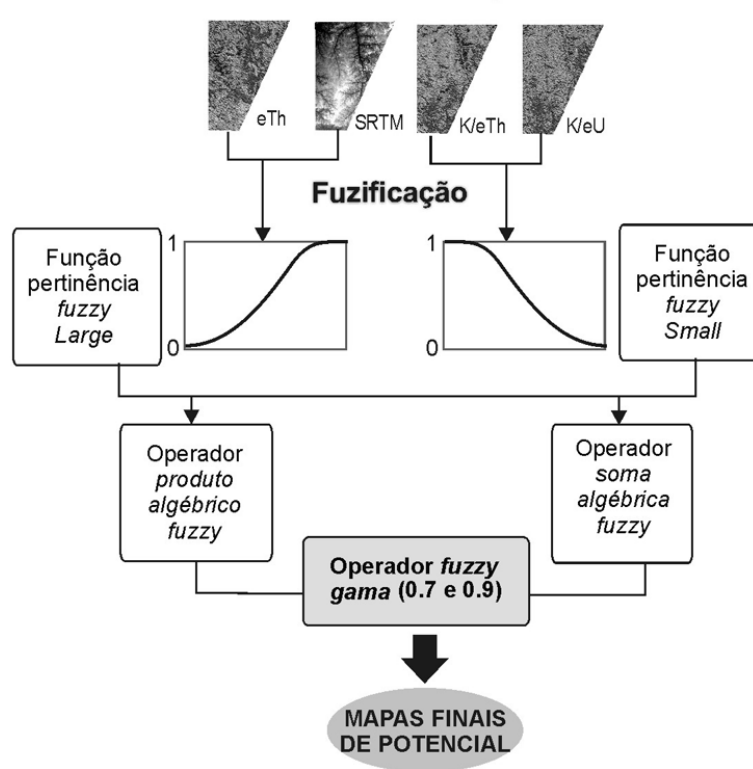 eTh
SRTM
K/eTh
K/eU
Fuzificação
Função
pertinência
fuzzy
Large
1
0
1
0
Função
pertinência
fuzzy
Small
Operador
produto
algébrico
fuzzy
Operador
soma
algébrica
fuzzy
Operador fuzzy
gama (0.7 e 0.9)
MAPAS FINAIS
DE POTENCIAL